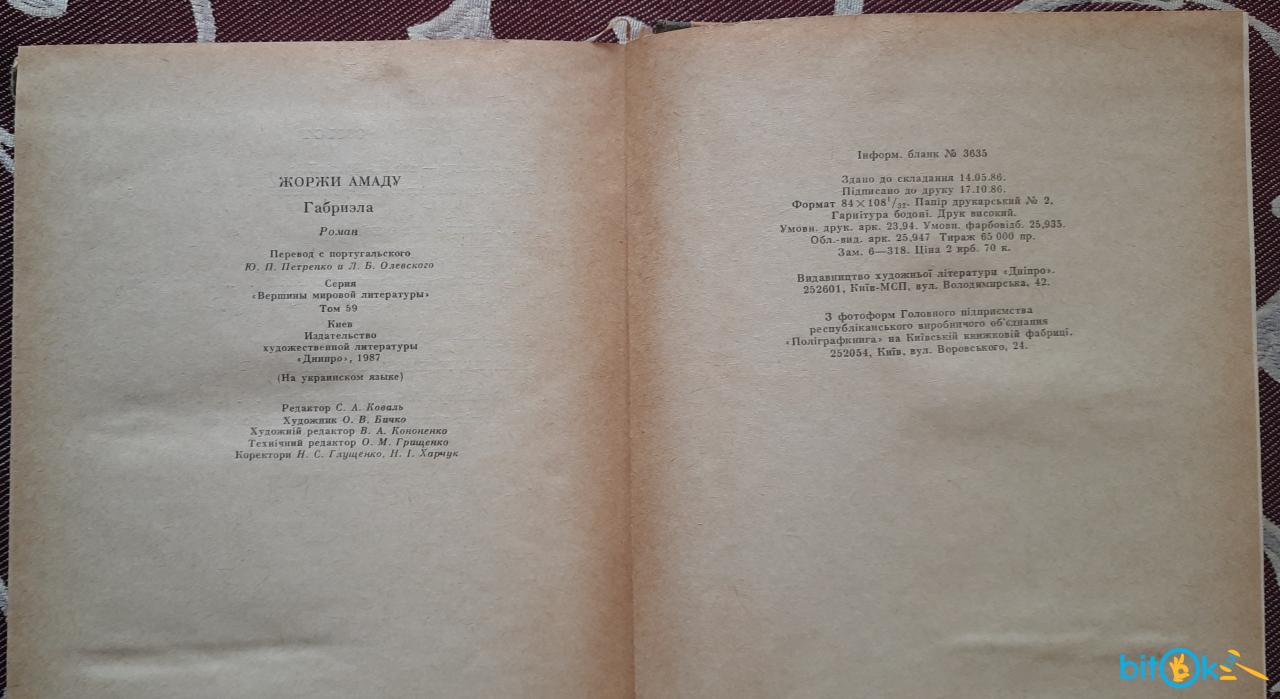 ЖОРЖИ АМАДУ
Габриэла
Роман
Перевод с португальского
Ю. П. Петренко и Л. Б. Олевского
Серия
«Вершины мировой литературы»
Том 59
Киев
Издательство
художественной литературы
«Днипро», 1987
(На украинском языке)
Редактор С. А. Коваль
Художник О. В. Бичко
Художній редактор В. А. Кононенко
Технічний редактор О. М. Грищенко
Коректори Н. С. Глущенко, Н. І. Харчук
Інформ. бланк № 3635
Здано до складання 14.05.86.
Підписано до друку 17.10.86.
Формат 84×108¹/₃₂. Папір друкарський № 2.
Гарнітура бодоні. Друк високий.
Умовн. друк. арк. 23,94. Умовн. фарбовідб. 25,935.
Обл.-вид. арк. 25,947 Тираж 65 000 пр.
Зам. 6—318. Ціна 2 крб. 70 к.
Видавництво художньої літератури «Дніпро».
252601, Київ-МСП, вул. Володимирська, 42.
З фотоформ Головного підприємства
республіканського виробничого об'єднання
«Поліграфкнига» на Київській книжковій фабриці.
252054, Київ, вул. Воровського, 24.
bitOk